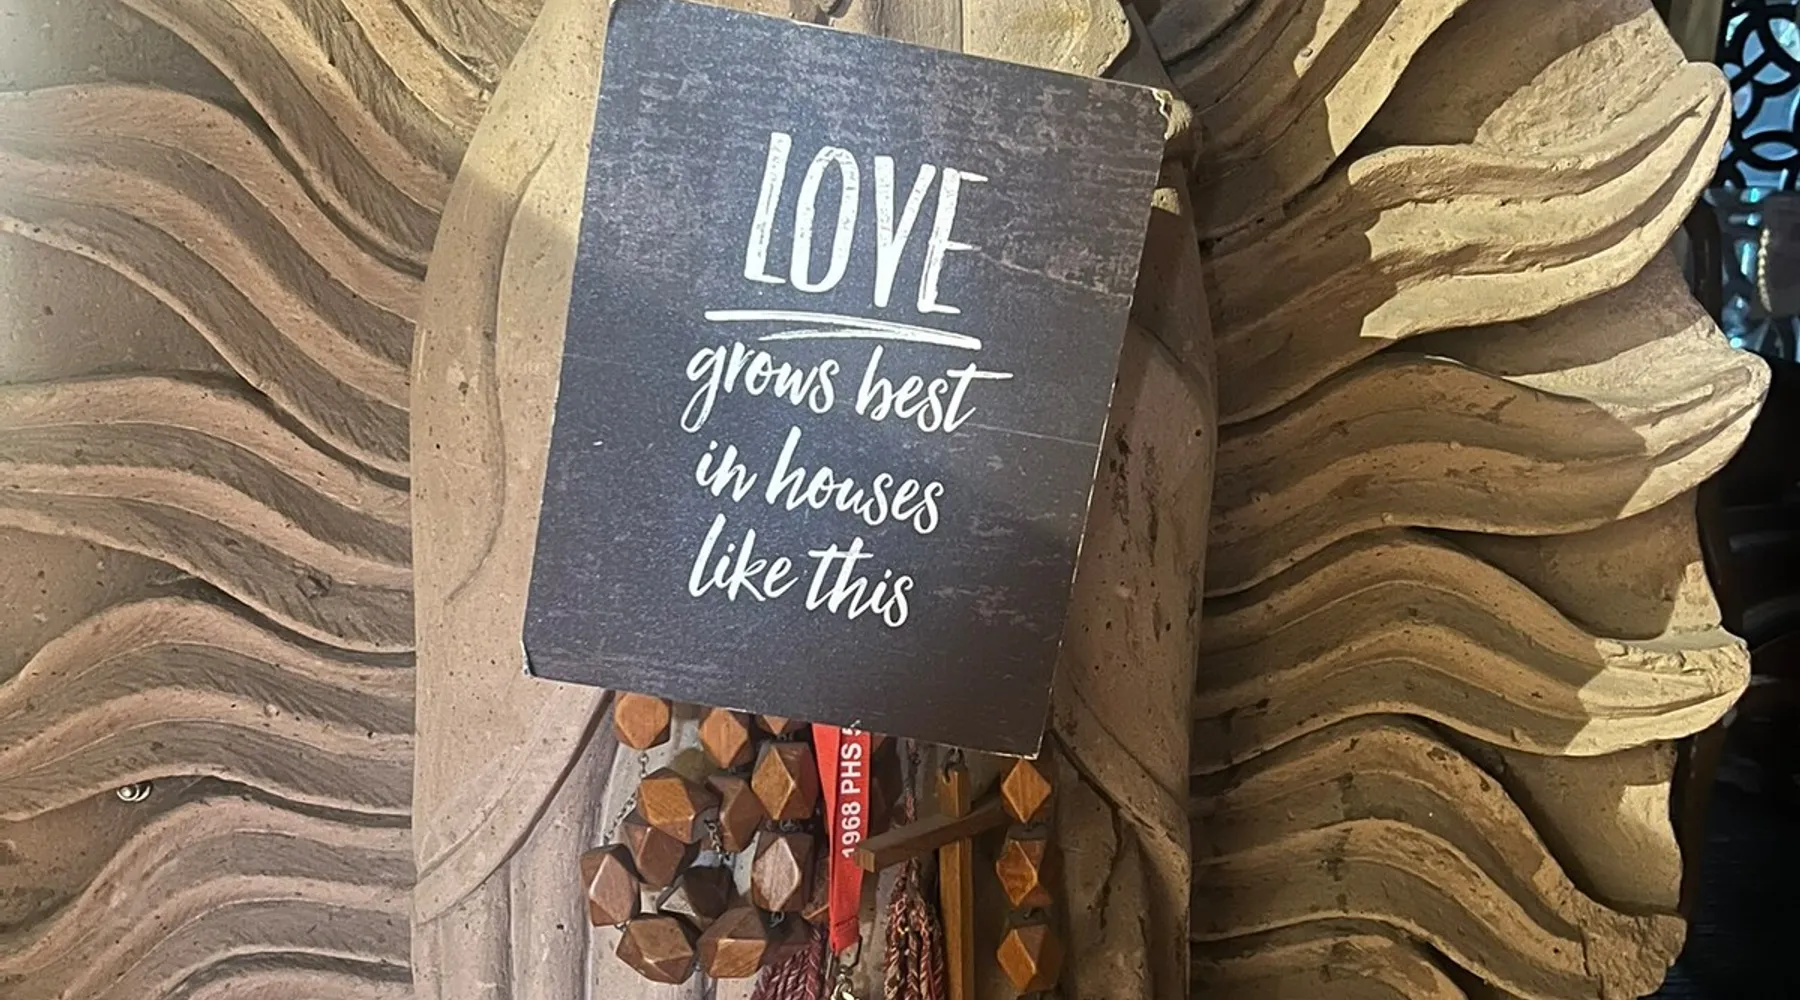 LOVE
grows best
in houses
like this
1968 PHS